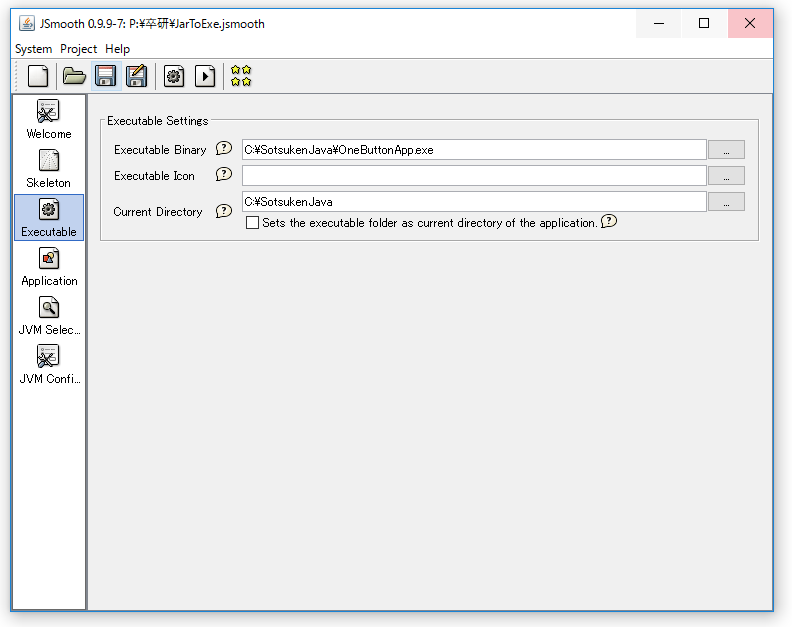 JSmooth 0.9.9-7: P:¥卒研¥JarToExe.jsmooth
System Project Help
Welcome
Skeleton
Executable
Application
JVM Selec...
JVM Confi...
Executable Settings
Executable Binary ? C:¥SotsukenJava¥OneButtonApp.exe ...
Executable Icon ? ...
Current Directory ? C:¥SotsukenJava ...
Sets the executable folder as current directory of the application. ?